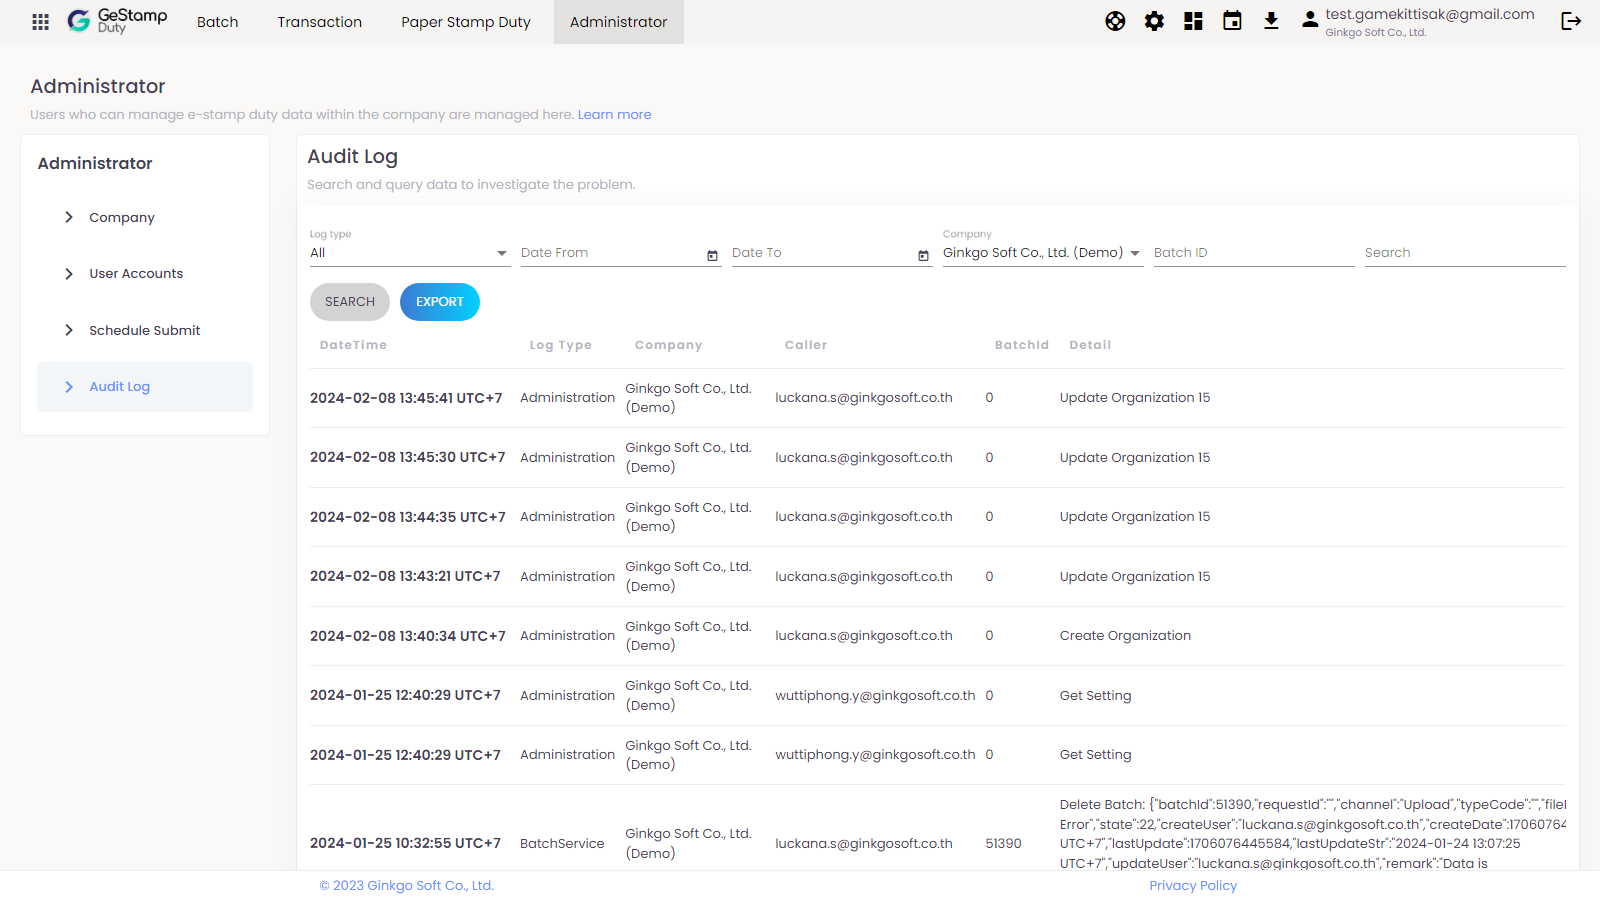 GeStamp
Duty
Batch
Transaction
Paper Stamp Duty
Administrator
test.gamekittisak@gmail.com
Ginkgo Soft Co., Ltd.
Administrator
Users who can manage e-stamp duty data within the company are managed here. Learn more
Administrator
Company
User Accounts
Schedule Submit
Audit Log
Audit Log
Search and query data to investigate the problem.
Log type
All
Date From
Date To
Company
Ginkgo Soft Co., Ltd. (Demo)
Batch ID
Search
SEARCH
EXPORT
DateTime Log Type Company Caller BatchId Detail
2024-02-08 13:45:41 UTC+7 Administration Ginkgo Soft Co., Ltd. (Demo) luckana.s@ginkgosoft.co.th 0 Update Organization 15
2024-02-08 13:45:30 UTC+7 Administration Ginkgo Soft Co., Ltd. (Demo) luckana.s@ginkgosoft.co.th 0 Update Organization 15
2024-02-08 13:44:35 UTC+7 Administration Ginkgo Soft Co., Ltd. (Demo) luckana.s@ginkgosoft.co.th 0 Update Organization 15
2024-02-08 13:43:21 UTC+7 Administration Ginkgo Soft Co., Ltd. (Demo) luckana.s@ginkgosoft.co.th 0 Update Organization 15
2024-02-08 13:40:34 UTC+7 Administration Ginkgo Soft Co., Ltd. (Demo) luckana.s@ginkgosoft.co.th 0 Create Organization
2024-01-25 12:40:29 UTC+7 Administration Ginkgo Soft Co., Ltd. (Demo) wuttiphong.y@ginkgosoft.co.th 0 Get Setting
2024-01-25 12:40:29 UTC+7 Administration Ginkgo Soft Co., Ltd. (Demo) wuttiphong.y@ginkgosoft.co.th 0 Get Setting
2024-01-25 10:32:55 UTC+7 BatchService Ginkgo Soft Co., Ltd. (Demo) luckana.s@ginkgosoft.co.th 51390
Delete Batch: {"batchId":51390,"requestId":"","channel":"Upload","typeCode":"","file
Error","state":22,"createUser":"luckana.s@ginkgosoft.co.th","createDate":17060764
UTC+7","lastUpdate":1706076445584,"lastUpdateStr":"2024-01-24 13:07:25
UTC+7","updateUser":"luckana.s@ginkgosoft.co.th","remark":"Data is
© 2023 Ginkgo Soft Co., Ltd.
Privacy Policy